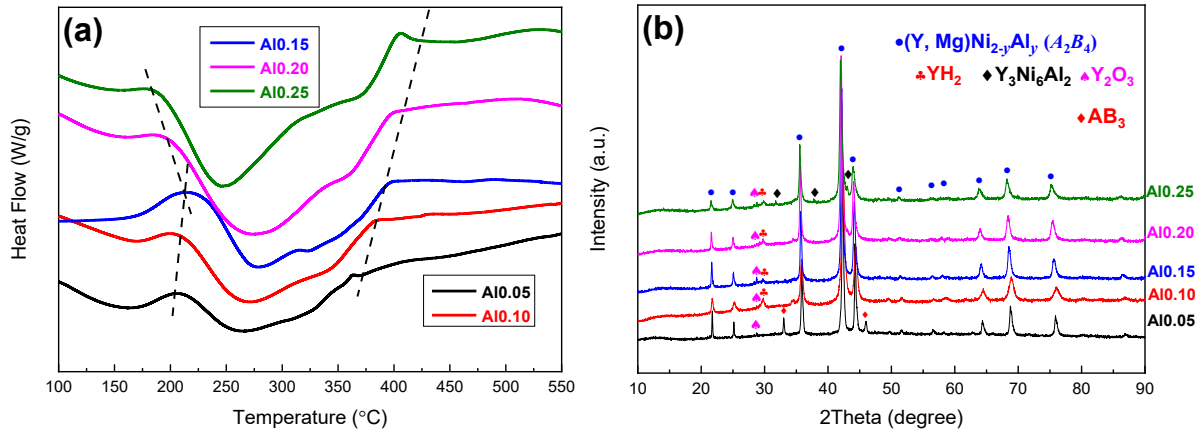 (a)
Al0.15
Al0.20
Al0.25
Al0.05
Al0.10
Heat Flow (W/g)
100 150 200 250 300 350 400 450 500 550
Temperature (°C)
(b)
•(Y, Mg)Ni2-yAly (A2B4)
♣YH2 ♦Y3Ni6Al2 ♠Y2O3
♦AB3
Al0.25
Al0.20
Al0.15
Al0.10
Al0.05
Intensity (a.u.)
10 20 30 40 50 60 70 80 90
2Theta (degree)